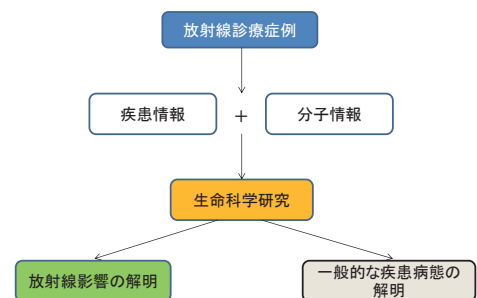 放射線診療症例
疾患情報 + 分子情報
生命科学研究
放射線影響の解明
一般的な疾患病態の
解明